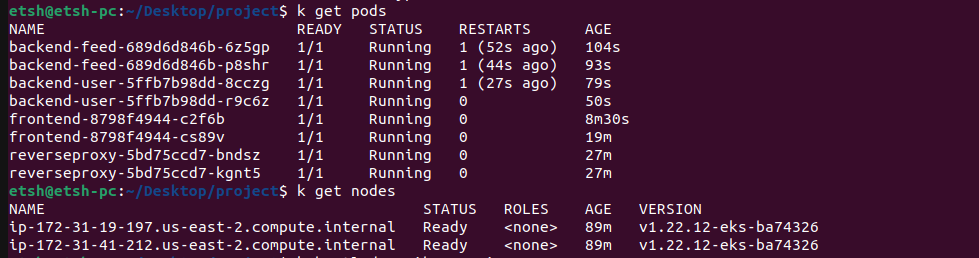 etsh@etsh-pc:~/Desktop/project$ k get pods
NAME READY STATUS RESTARTS AGE
backend-feed-689d6d846b-6z5gp 1/1 Running 1 (52s ago) 104s
backend-feed-689d6d846b-p8shr 1/1 Running 1 (44s ago) 93s
backend-user-5ffb7b98dd-8cczg 1/1 Running 1 (27s ago) 79s
backend-user-5ffb7b98dd-r9c6z 1/1 Running 0 50s
frontend-8798f4944-c2f6b 1/1 Running 0 8m30s
frontend-8798f4944-cs89v 1/1 Running 0 19m
reverseproxy-5bd75ccd7-bndsz 1/1 Running 0 27m
reverseproxy-5bd75ccd7-kgnt5 1/1 Running 0 27m
etsh@etsh-pc:~/Desktop/project$ k get nodes
NAME STATUS ROLES AGE VERSION
ip-172-31-19-197.us-east-2.compute.internal Ready <none> 89m v1.22.12-eks-ba74326
ip-172-31-41-212.us-east-2.compute.internal Ready <none> 89m v1.22.12-eks-ba74326